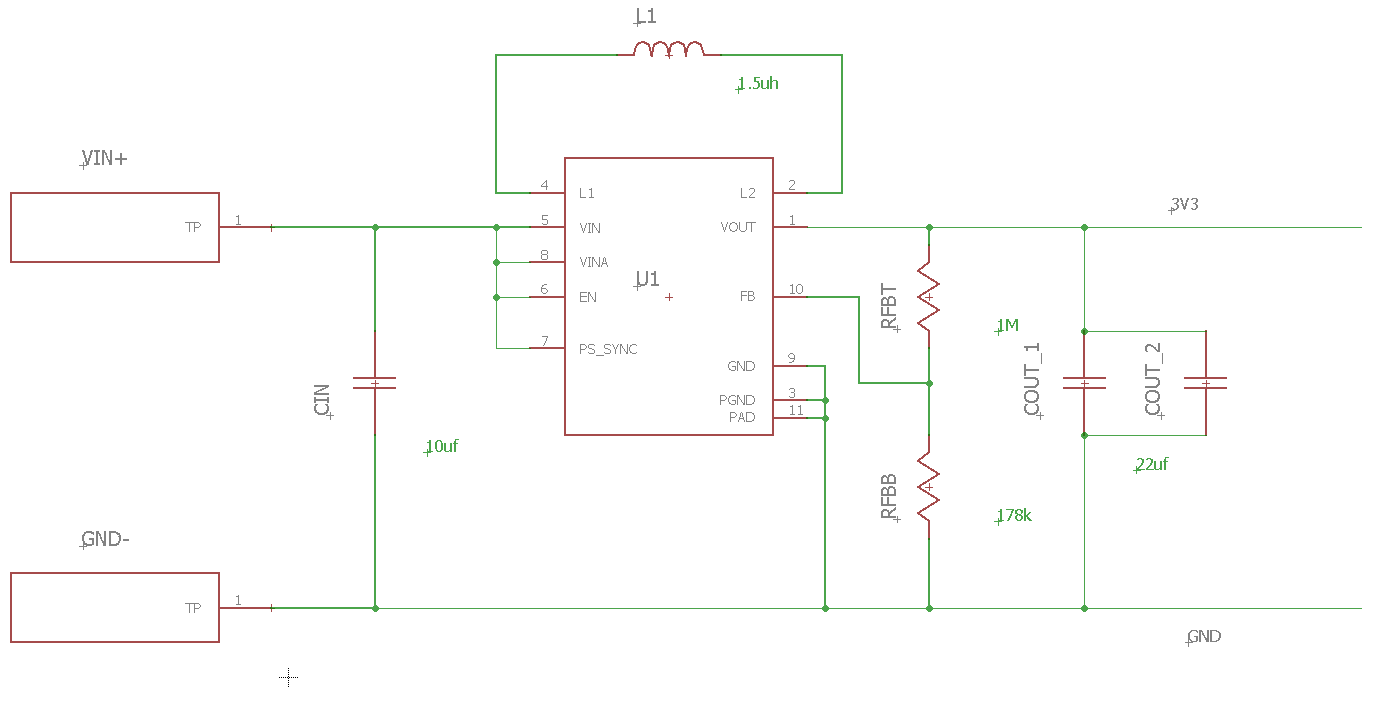 L1
1.5uh
VIN+
TP 1
4 L1
5 VIN
8 VINA
6 EN
7 PS_SYNC
U1
L2 2
VOUT 1
FB 10
GND 9
PGND 3
PAD 11
3V3
RFBT
1M
COUT_1
COUT_2
22uf
CIN
10uf
RFBB
178k
GND-
TP 1
GND